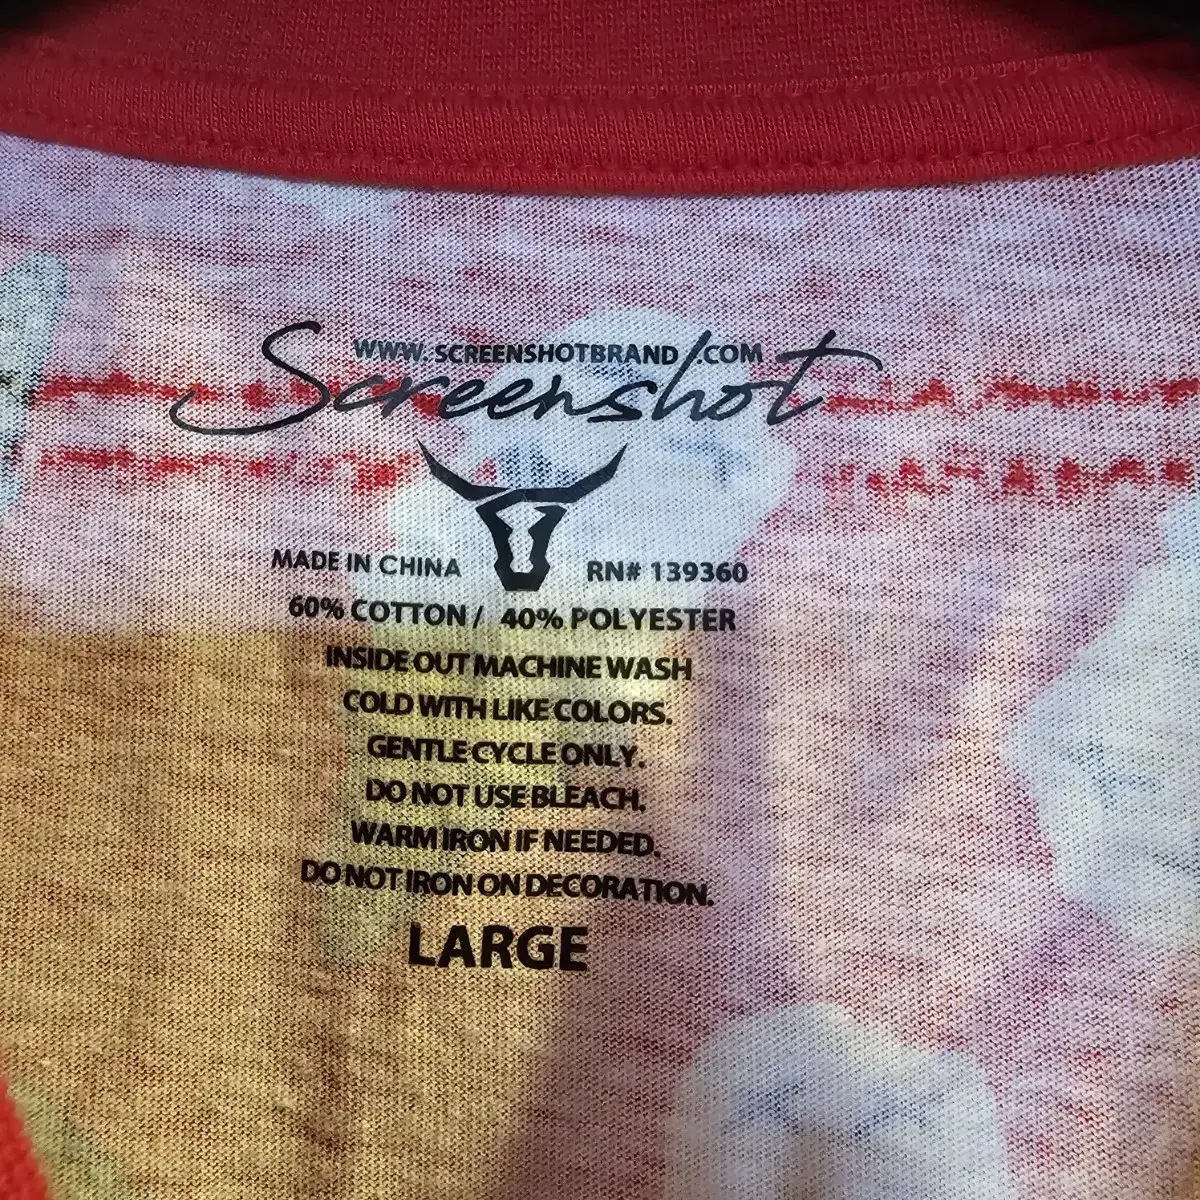 WWW.SCREENSHOTBRAND.COM
Screenshot
MADE IN CHINA RN# 139360
60% COTTON / 40% POLYESTER
INSIDE OUT MACHINE WASH
COLD WITH LIKE COLORS.
GENTLE CYCLE ONLY.
DO NOT USE BLEACH.
WARM IRON IF NEEDED.
DO NOT IRON ON DECORATION.
LARGE